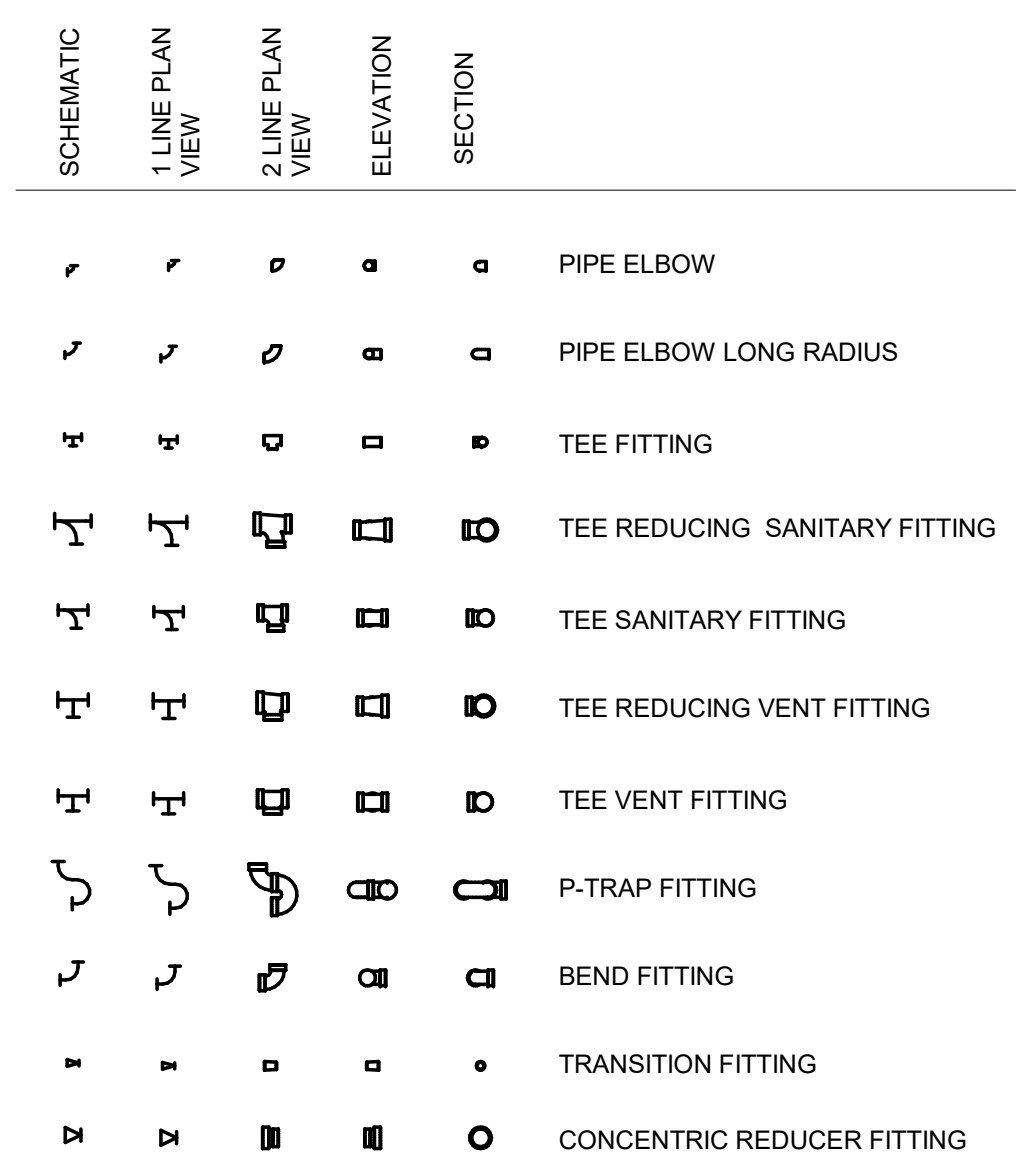 SCHEMATIC
1 LINE PLAN
VIEW
2 LINE PLAN
VIEW
ELEVATION
SECTION
PIPE ELBOW
PIPE ELBOW LONG RADIUS
TEE FITTING
TEE REDUCING  SANITARY FITTING
TEE SANITARY FITTING
TEE REDUCING VENT FITTING
TEE VENT FITTING
P-TRAP FITTING
BEND FITTING
TRANSITION FITTING
CONCENTRIC REDUCER FITTING